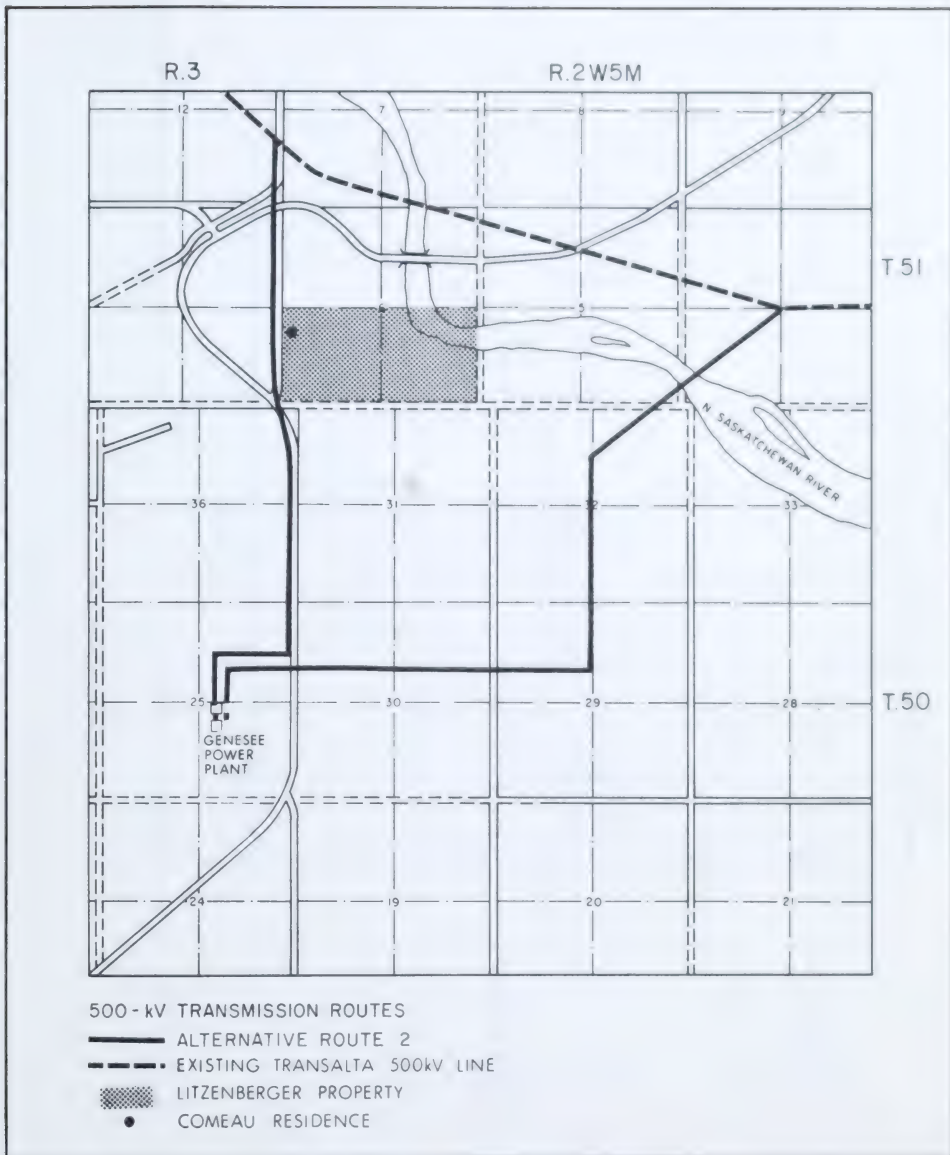 R.3 R.2W5M
12 7 8
T.51
5
N. SASKATCHEWAN RIVER
36 31 32 33
25 30 29 28
T.50
GENESEE
POWER
PLANT
24 19 20 21
500-kV TRANSMISSION ROUTES
ALTERNATIVE ROUTE 2
EXISTING TRANSALTA 500kV LINE
LITZENBERGER PROPERTY
COMEAU RESIDENCE